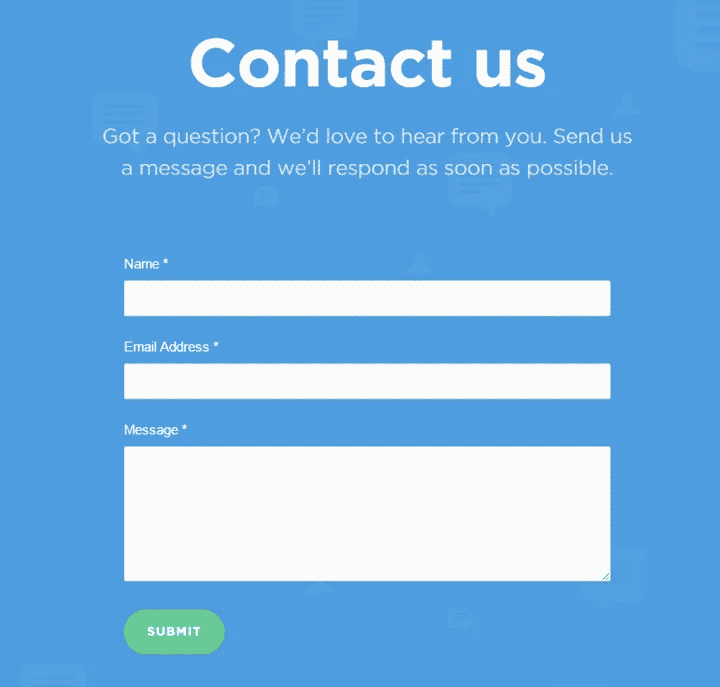 Contact us
Got a question? We’d love to hear from you. Send us
a message and we’ll respond as soon as possible.
Name *
Email Address *
Message *
SUBMIT